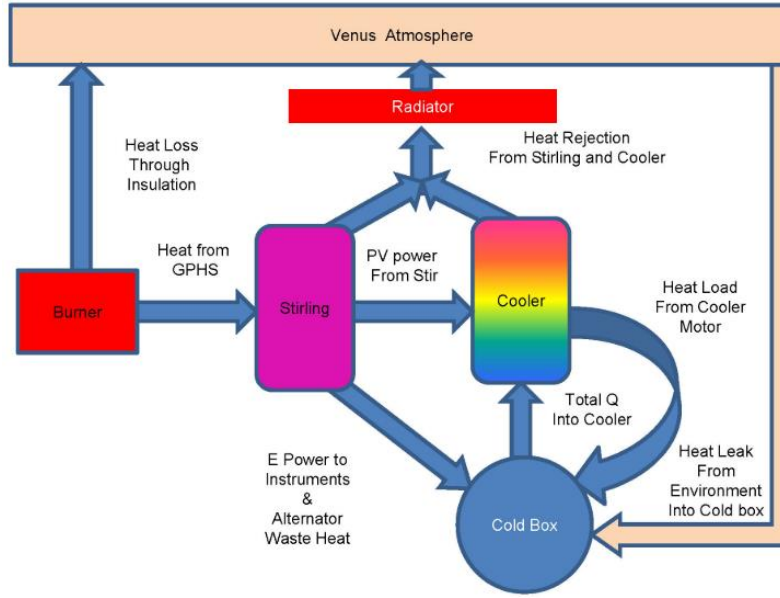 Venus Atmosphere
Radiator
Heat Loss
Through
Insulation
Heat Rejection
From Stirling and Cooler
Heat from
GPHS
PV power
From Stir
Heat Load
From Cooler
Motor
Burner
Stirling
Cooler
Total Q
Into Cooler
E Power to
Instruments
&
Alternator
Waste Heat
Heat Leak
From
Environment
Into Cold box
Cold Box